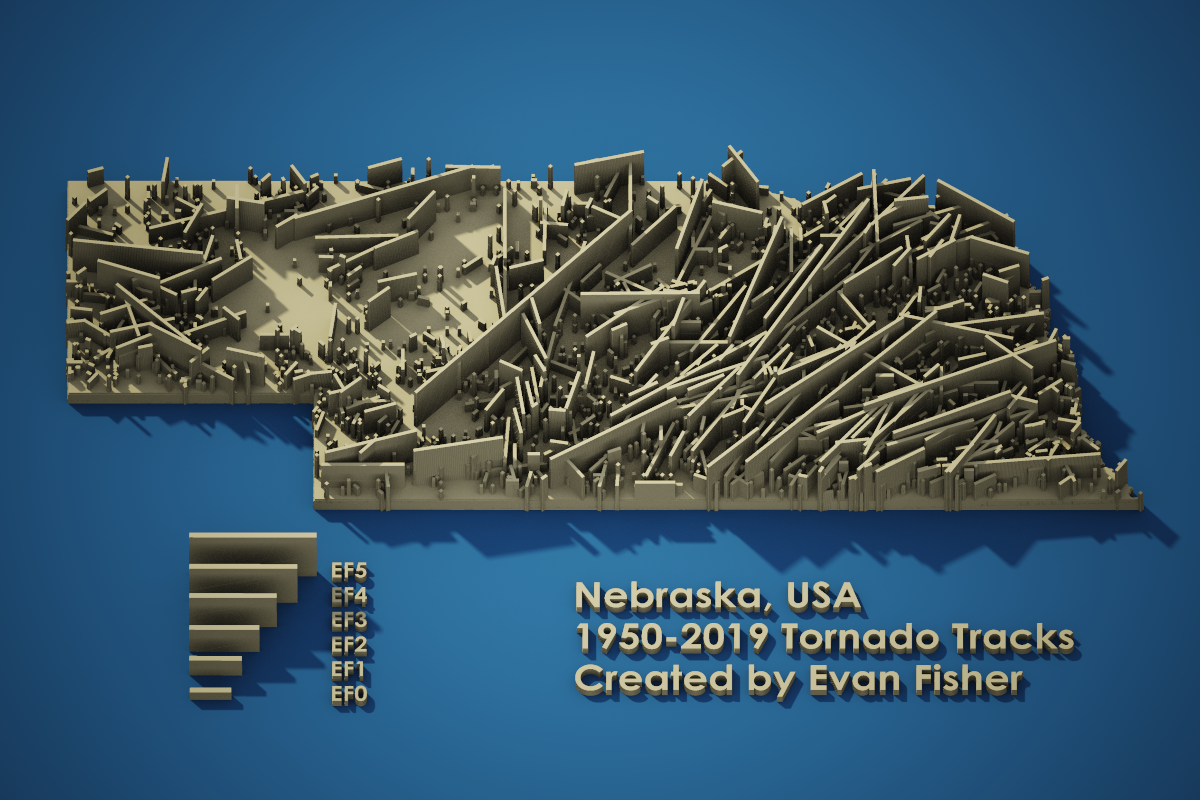 EF5
EF4
EF3
EF2
EF1
EF0
Nebraska, USA
1950-2019 Tornado Tracks
Created by Evan Fisher